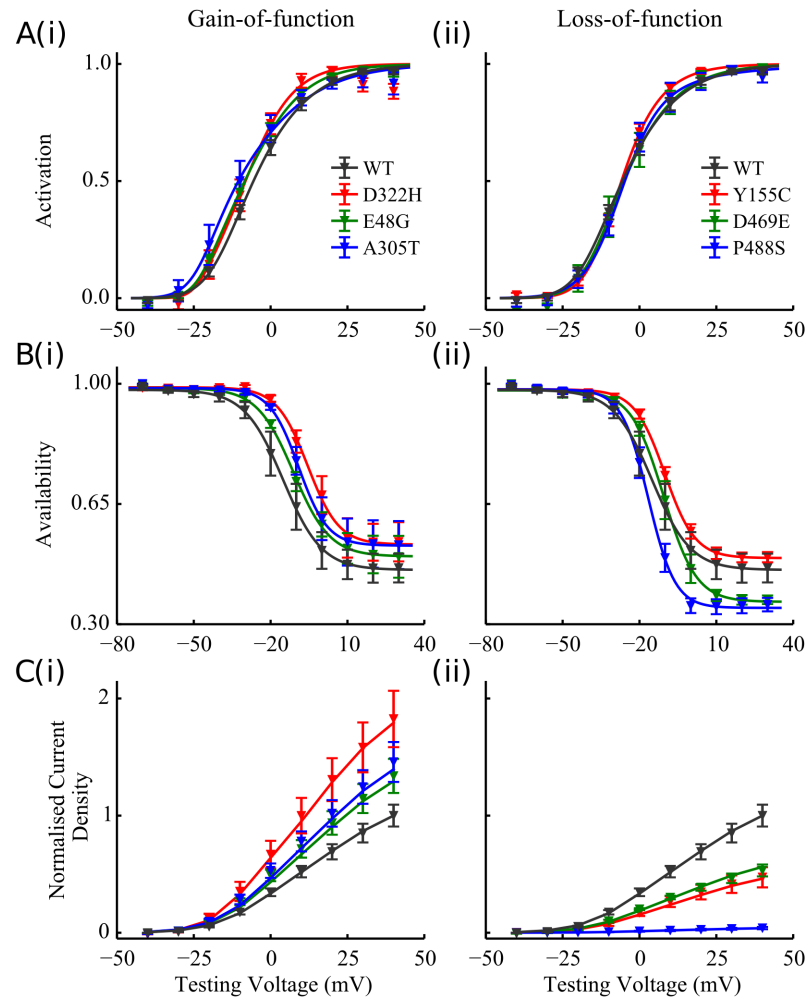 Gain-of-function
Loss-of-function
A(i)
(ii)
Activation
1.0
0.5
0.0
WT
D322H
E48G
A305T
WT
Y155C
D469E
P488S
−50 −25 0 25 50
−50 −25 0 25 50
B(i)
(ii)
Availability
1.00
0.65
0.30
−80 −50 −20 10 40
−80 −50 −20 10 40
C(i)
(ii)
Normalised Current
Density
2
1
0
−50 −25 0 25 50
−50 −25 0 25 50
Testing Voltage (mV)
Testing Voltage (mV)